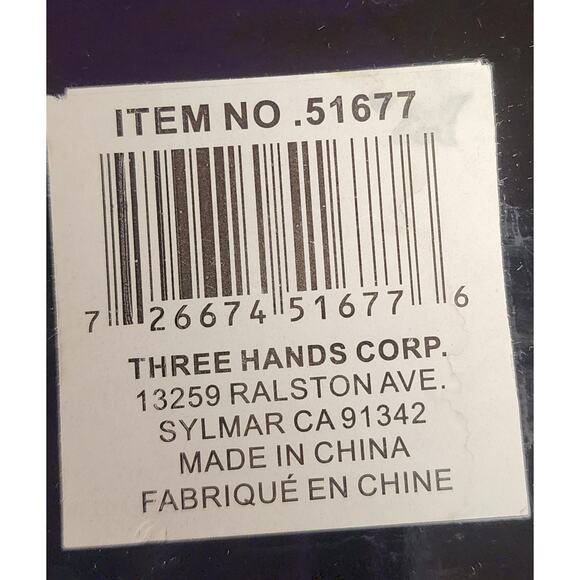 ITEM NO .51677
7 26674 51677 6
THREE HANDS CORP.
13259 RALSTON AVE.
SYLMAR CA 91342
MADE IN CHINA
FABRIQUÉ EN CHINE